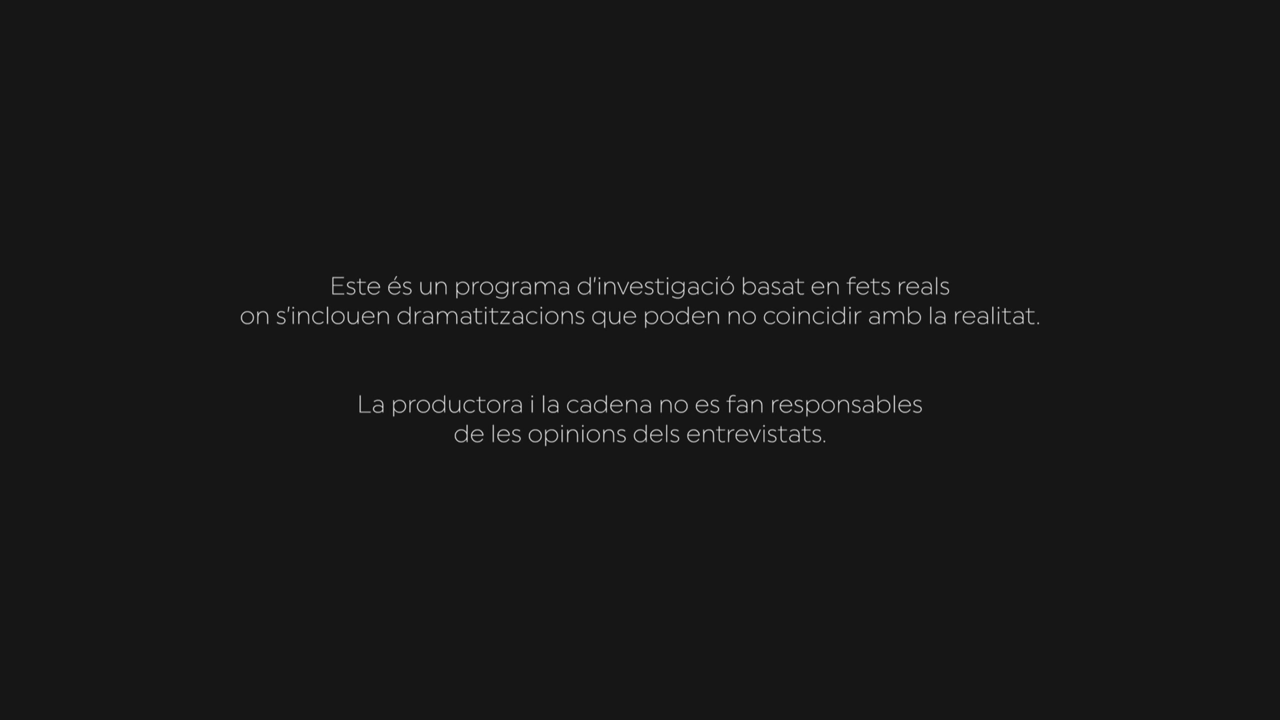 Este és un programa d'investigació basat en fets reals
on s'inclouen dramatitzacions que poden no coincidir amb la realitat.
La productora i la cadena no es fan responsables
de les opinions dels entrevistats.